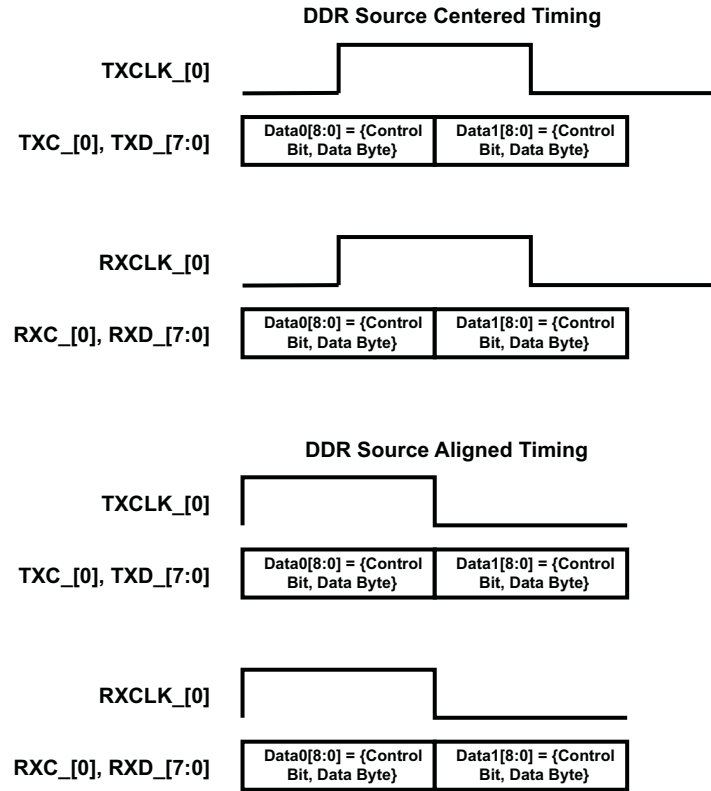 DDR Source Centered Timing
TXCLK_[0]
TXC_[0], TXD_[7:0]
Data0[8:0] = {Control
Bit, Data Byte}
Data1[8:0] = {Control
Bit, Data Byte}
RXCLK_[0]
RXC_[0], RXD_[7:0]
Data0[8:0] = {Control
Bit, Data Byte}
Data1[8:0] = {Control
Bit, Data Byte}
DDR Source Aligned Timing
TXCLK_[0]
TXC_[0], TXD_[7:0]
Data0[8:0] = {Control
Bit, Data Byte}
Data1[8:0] = {Control
Bit, Data Byte}
RXCLK_[0]
RXC_[0], RXD_[7:0]
Data0[8:0] = {Control
Bit, Data Byte}
Data1[8:0] = {Control
Bit, Data Byte}